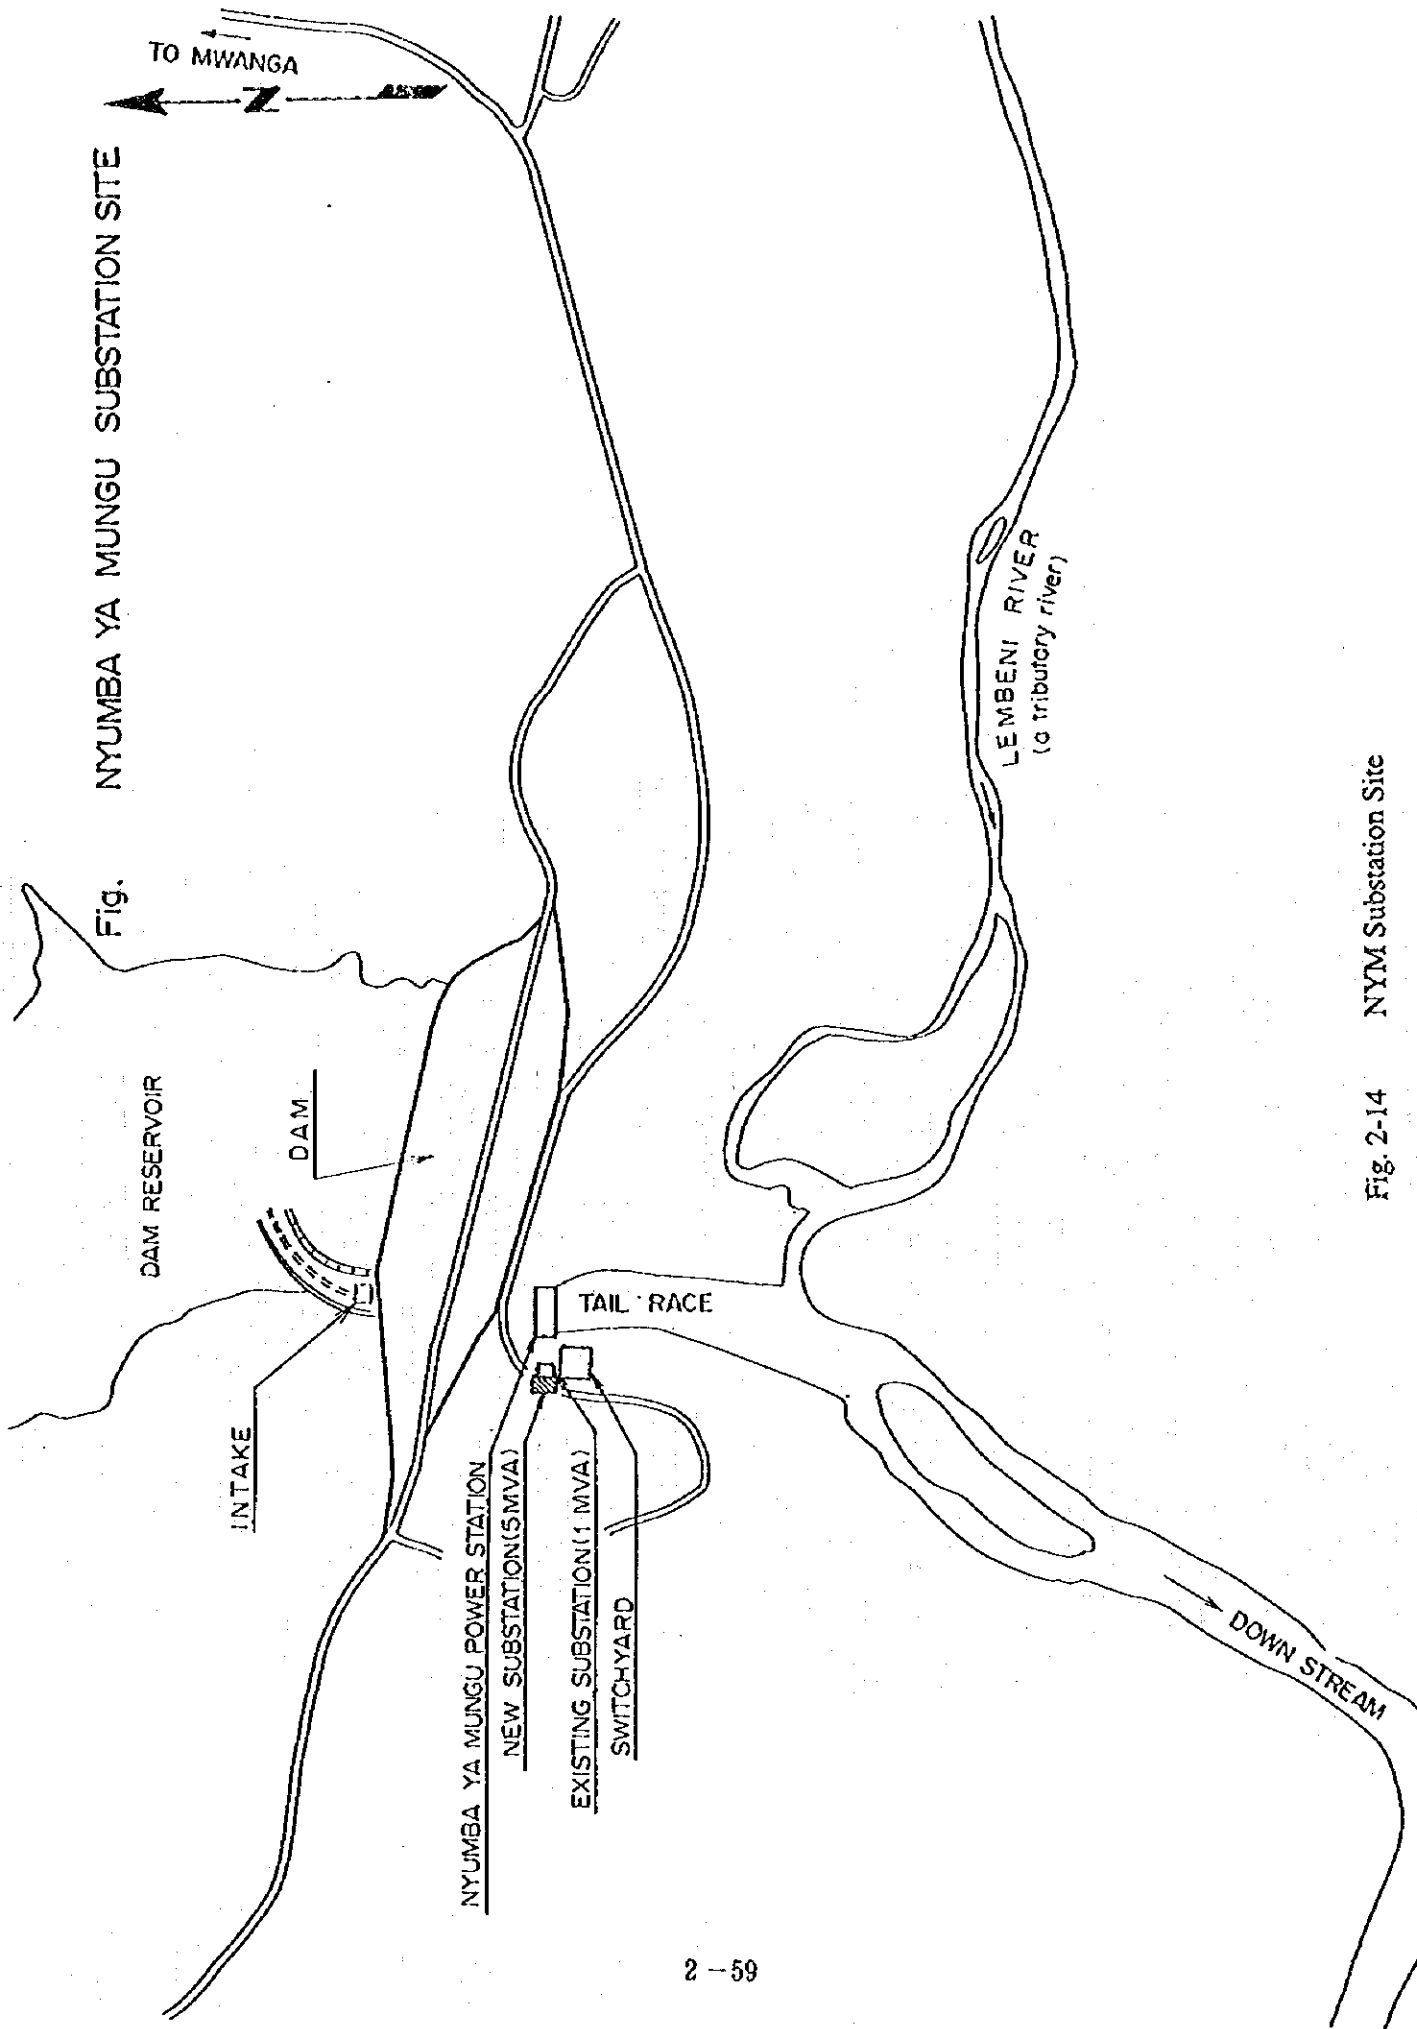 Fig. NYUMBA YA MUNGU SUBSTATION SITE
TO MWANGA
N
DAM RESERVOIR
DAM
INTAKE
NYUMBA YA MUNGU POWER STATION
NEW SUBSTATION(5MVA)
EXISTING SUBSTATION(1 MVA)
SWITCHYARD
TAIL RACE
LEMBENI RIVER
(a tributory river)
DOWN STREAM
Fig. 2-14 NYM Substation Site
2-59